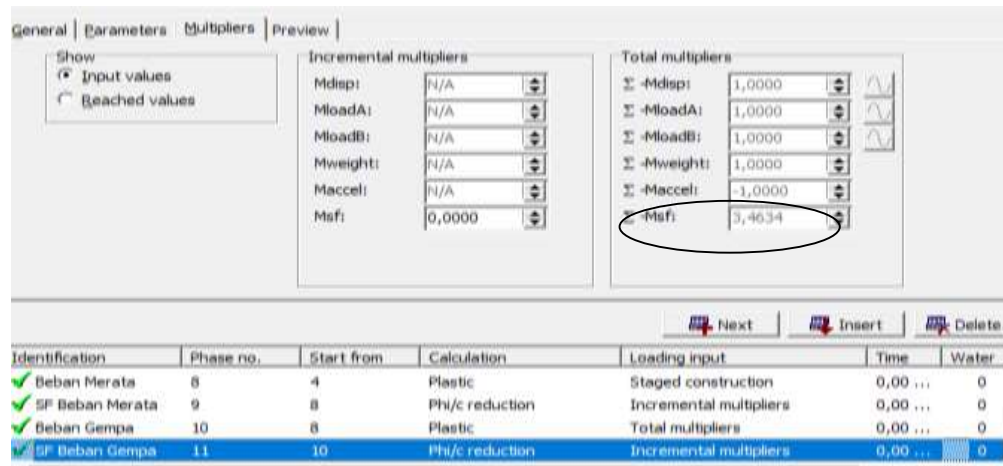 General Parameters Multipliers Preview
Show
Input values
Reached values
Incremental multipliers
Mdisp: N/A
MloadA: N/A
MloadB: N/A
Mweight: N/A
Maccel: N/A
Msf: 0,0000
Total multipliers
Σ -Mdisp: 1,0000
Σ -MloadA: 1,0000
Σ -MloadB: 1,0000
Σ -Mweight: 1,0000
Σ -Maccel: -1,0000
Σ -Msf: 3,4634
Next Insert Delete
Identification Phase no. Start from Calculation Loading input Time Water
Beban Merata 8 4 Plastic Staged construction 0,00 ... 0
SF Beban Merata 9 8 Phi/c reduction Incremental multipliers 0,00 ... 0
Beban Gempa 10 8 Plastic Total multipliers 0,00 ... 0
SF Beban Gempa 11 10 Phi/c reduction Incremental multipliers 0,00 ... 0